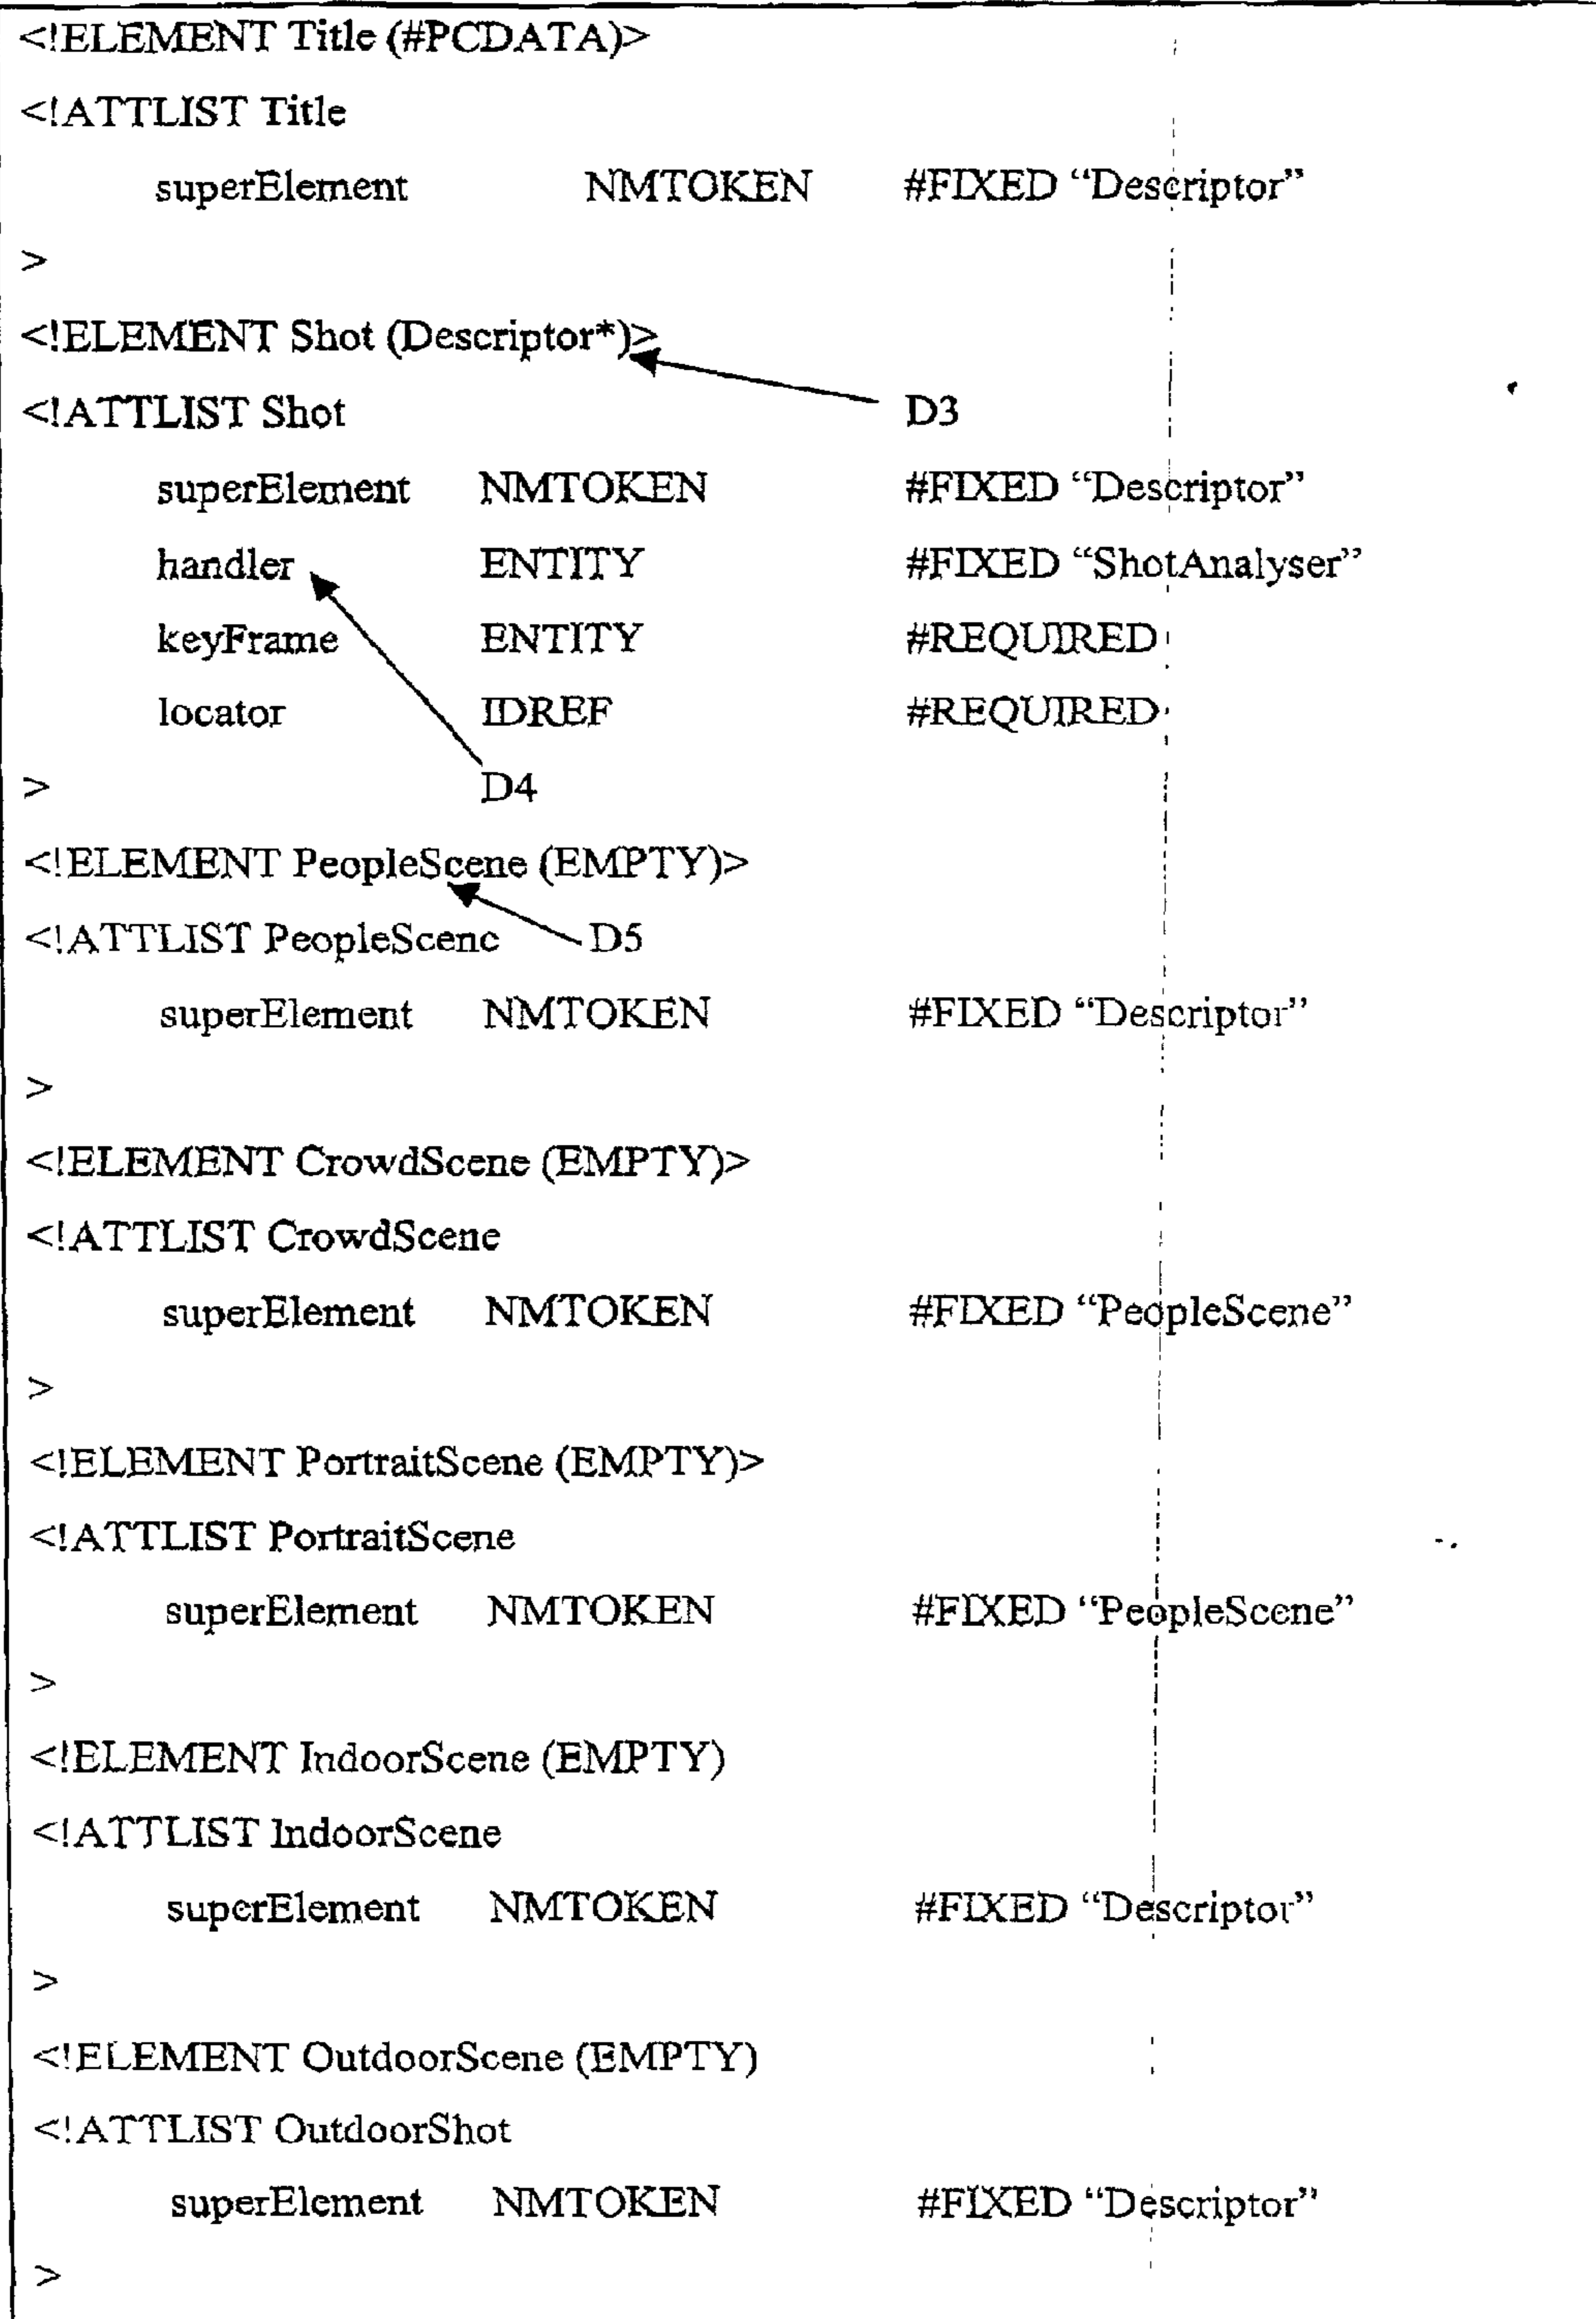 <!ELEMENT Title (#PCDATA)>
<!ATTLIST Title
superElement NMTOKEN #FIXED “Descriptor”
>
<!ELEMENT Shot (Descriptor*)>
<!ATTLIST Shot D3
superElement NMTOKEN #FIXED “Descriptor”
handler ENTITY #FIXED “ShotAnalyser”
keyFrame ENTITY #REQUIRED
locator IDREF #REQUIRED
> D4
<!ELEMENT PeopleScene (EMPTY)>
<!ATTLIST PeopleScene D5
superElement NMTOKEN #FIXED “Descriptor”
>
<!ELEMENT CrowdScene (EMPTY)>
<!ATTLIST CrowdScene
superElement NMTOKEN #FIXED “PeopleScene”
>
<!ELEMENT PortraitScene (EMPTY)>
<!ATTLIST PortraitScene
superElement NMTOKEN #FIXED “PeopleScene”
>
<!ELEMENT IndoorScene (EMPTY)
<!ATTLIST IndoorScene
superElement NMTOKEN #FIXED “Descriptor”
>
<!ELEMENT OutdoorScene (EMPTY)
<!ATTLIST OutdoorShot
superElement NMTOKEN #FIXED “Descriptor”
>